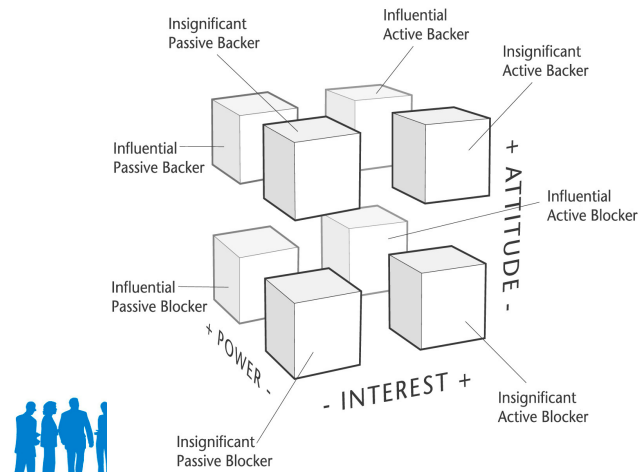 Insignificant
Passive Backer
Influential
Active Backer
Insignificant
Active Backer
Influential
Passive Backer
+ ATTITUDE -
Influential
Active Blocker
Influential
Passive Blocker
+ POWER -
- INTEREST +
Insignificant
Active Blocker
Insignificant
Passive Blocker